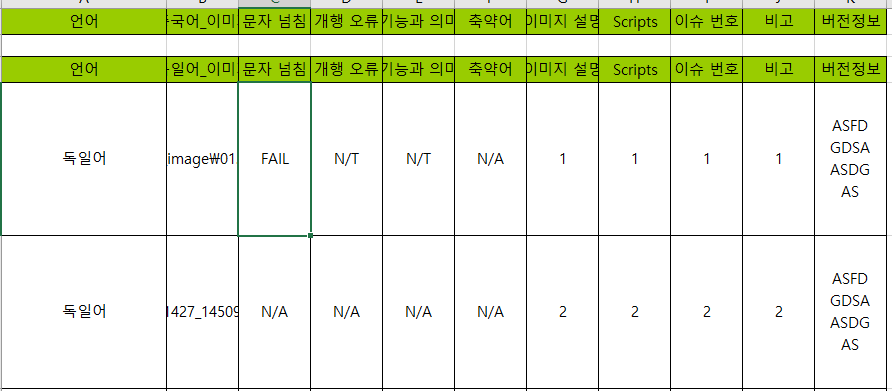 언어 국어_이미 문자 넘침 개행 오류 기능과 의미 축약어 이미지 설명 Scripts 이슈 번호 비고 버전정보
언어 일어_이미 문자 넘침 개행 오류 기능과 의미 축약어 이미지 설명 Scripts 이슈 번호 비고 버전정보
독일어 image₩01 FAIL N/T N/T N/A 1 1 1 1 ASFD
GDSA
ASDG
AS
독일어 1427_14509 N/A N/A N/A N/A 2 2 2 2 ASFD
GDSA
ASDG
AS